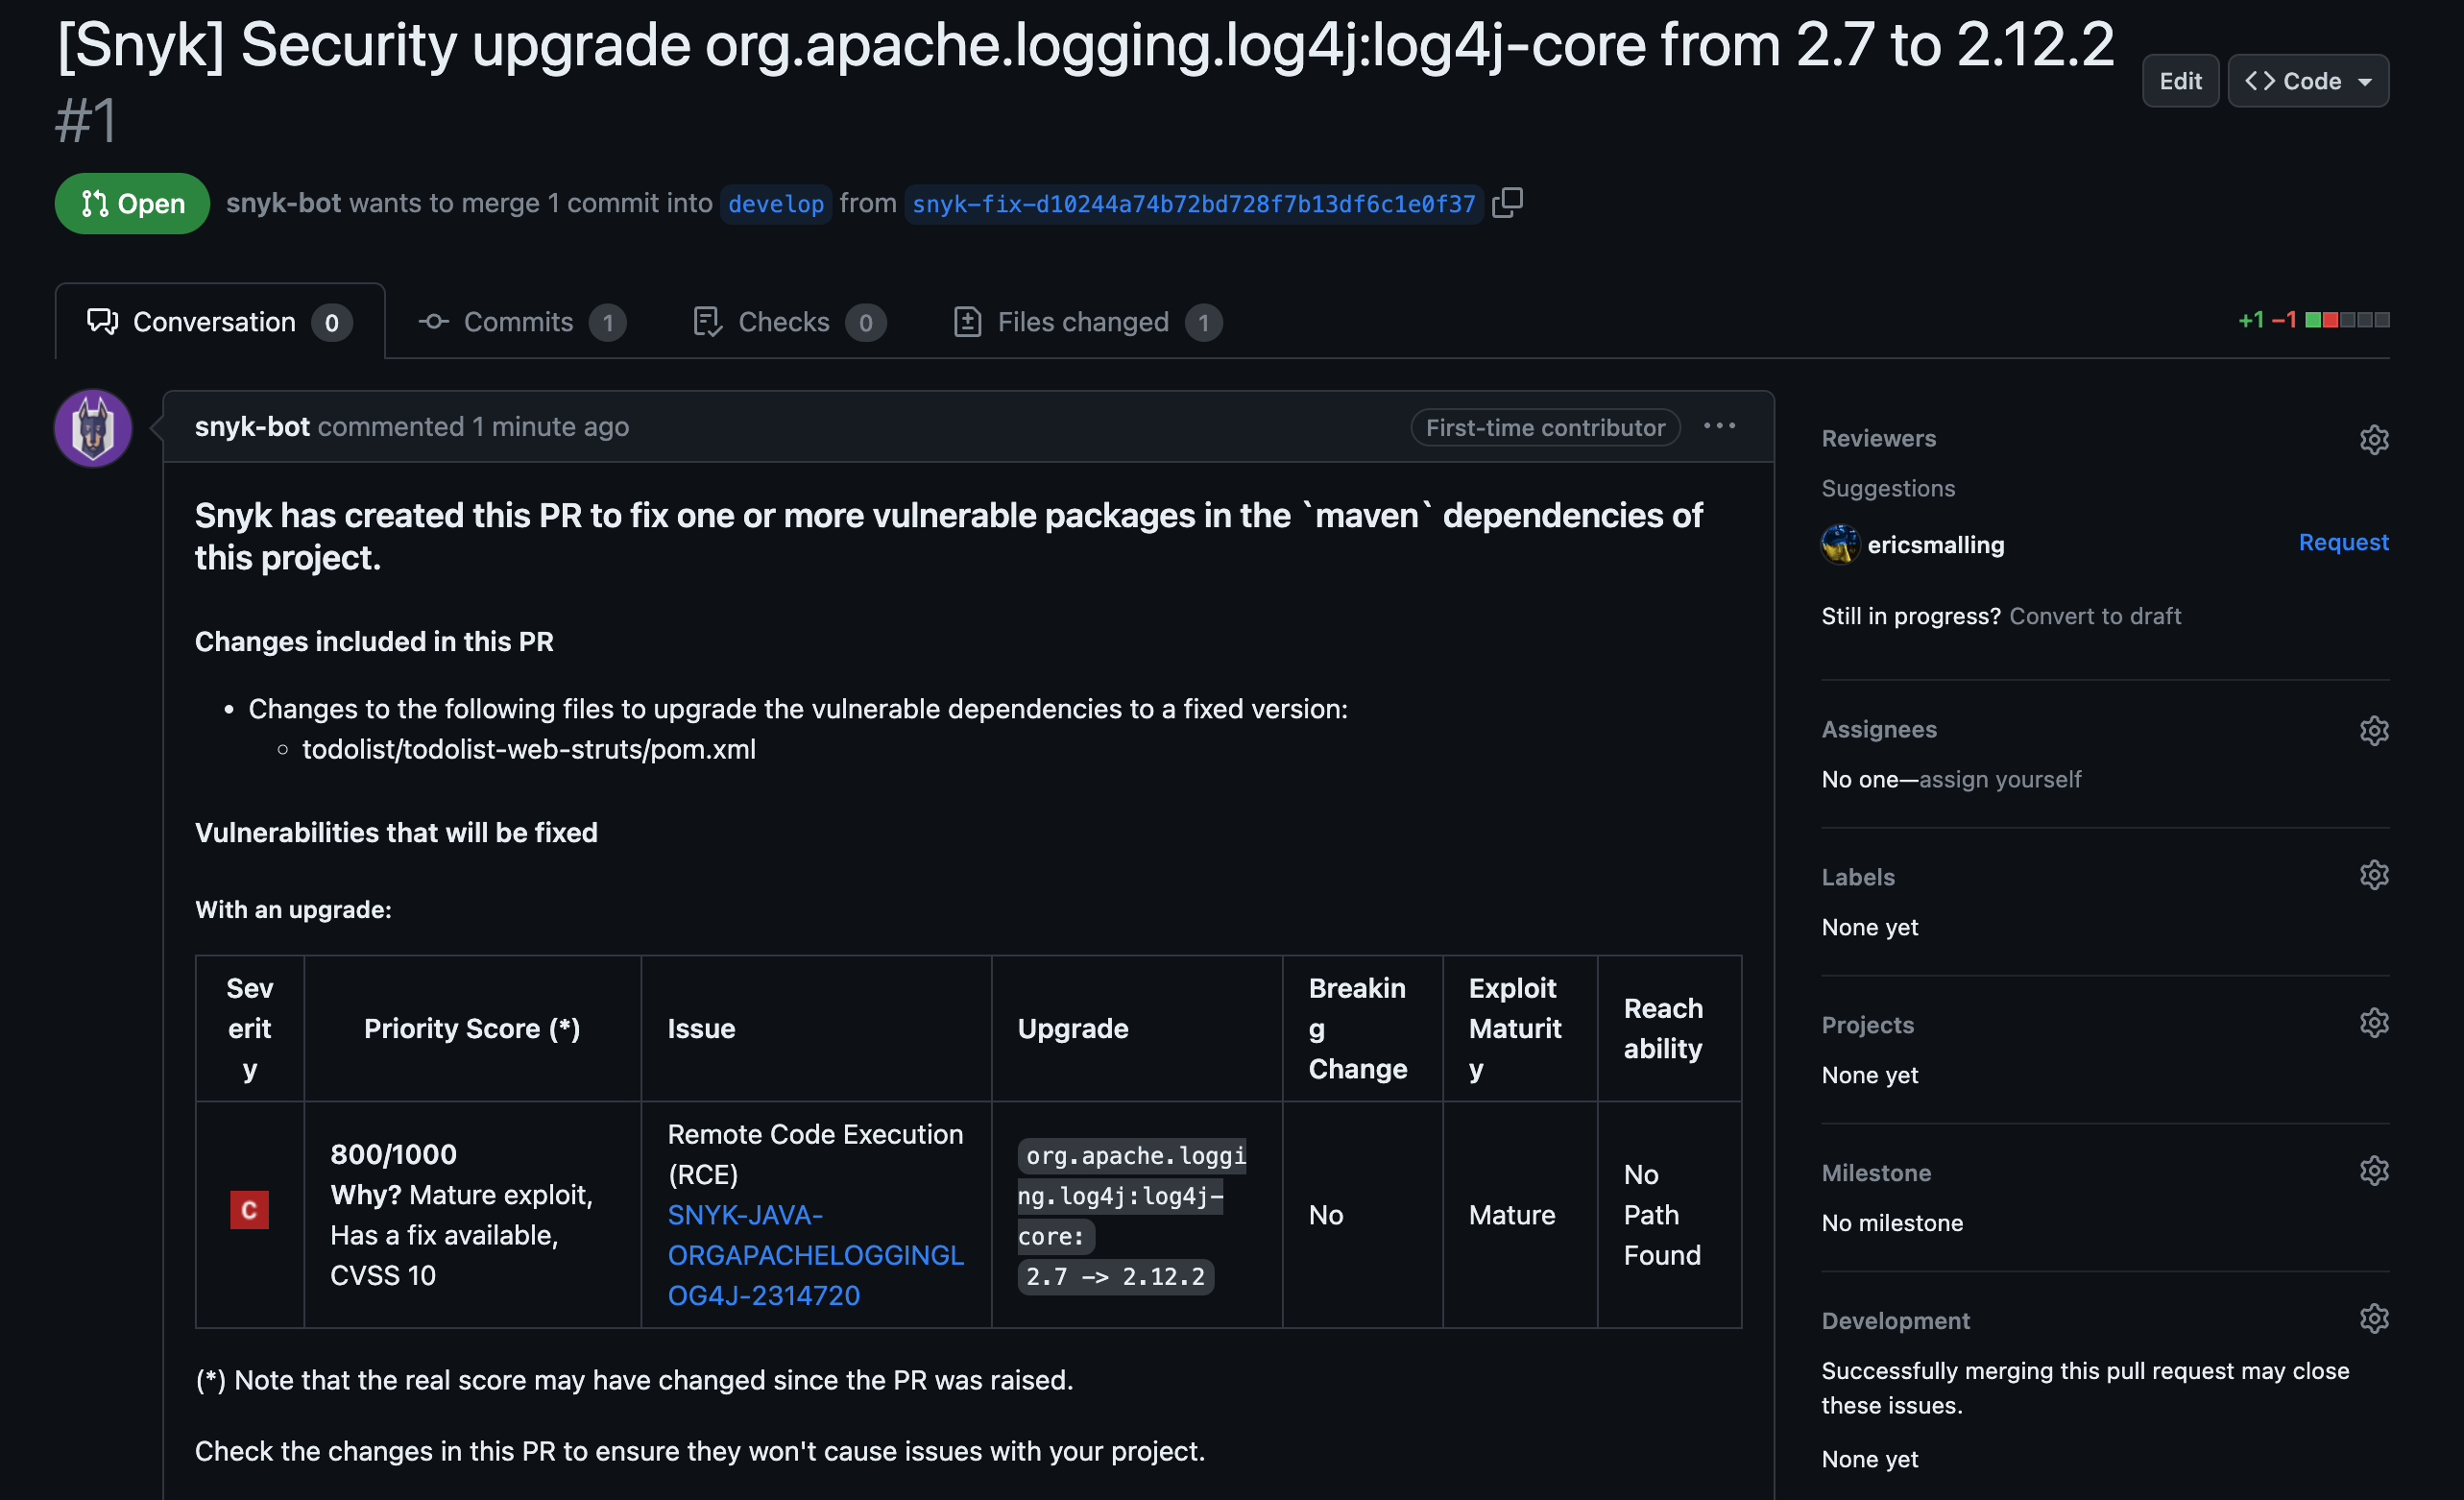 [Snyk] Security upgrade org.apache.logging.log4j:log4j-core from 2.7 to 2.12.2
#1
Edit
<> Code
Open
snyk-bot wants to merge 1 commit into develop from snyk-fix-d10244a74b72bd728f7b13df6c1e0f37
Conversation 0
Commits 1
Checks 0
Files changed 1
+1 −1
snyk-bot commented 1 minute ago
First-time contributor
Snyk has created this PR to fix one or more vulnerable packages in the `maven` dependencies of
this project.
Changes included in this PR
• Changes to the following files to upgrade the vulnerable dependencies to a fixed version:
◦ todolist/todolist-web-struts/pom.xml
Vulnerabilities that will be fixed
With an upgrade:
Sev
erit
y
Priority Score (*)
Issue
Upgrade
Breakin
g
Change
Exploit
Maturit
y
Reach
ability
C
800/1000
Why? Mature exploit,
Has a fix available,
CVSS 10
Remote Code Execution
(RCE)
SNYK-JAVA-
ORGAPACHELOGGINGL
OG4J-2314720
org.apache.loggi
ng.log4j:log4j-
core:
2.7 -> 2.12.2
No
Mature
No
Path
Found
(*) Note that the real score may have changed since the PR was raised.
Check the changes in this PR to ensure they won't cause issues with your project.
Reviewers
Suggestions
ericsmalling
Request
Still in progress? Convert to draft
Assignees
No one—assign yourself
Labels
None yet
Projects
None yet
Milestone
No milestone
Development
Successfully merging this pull request may close
these issues.
None yet